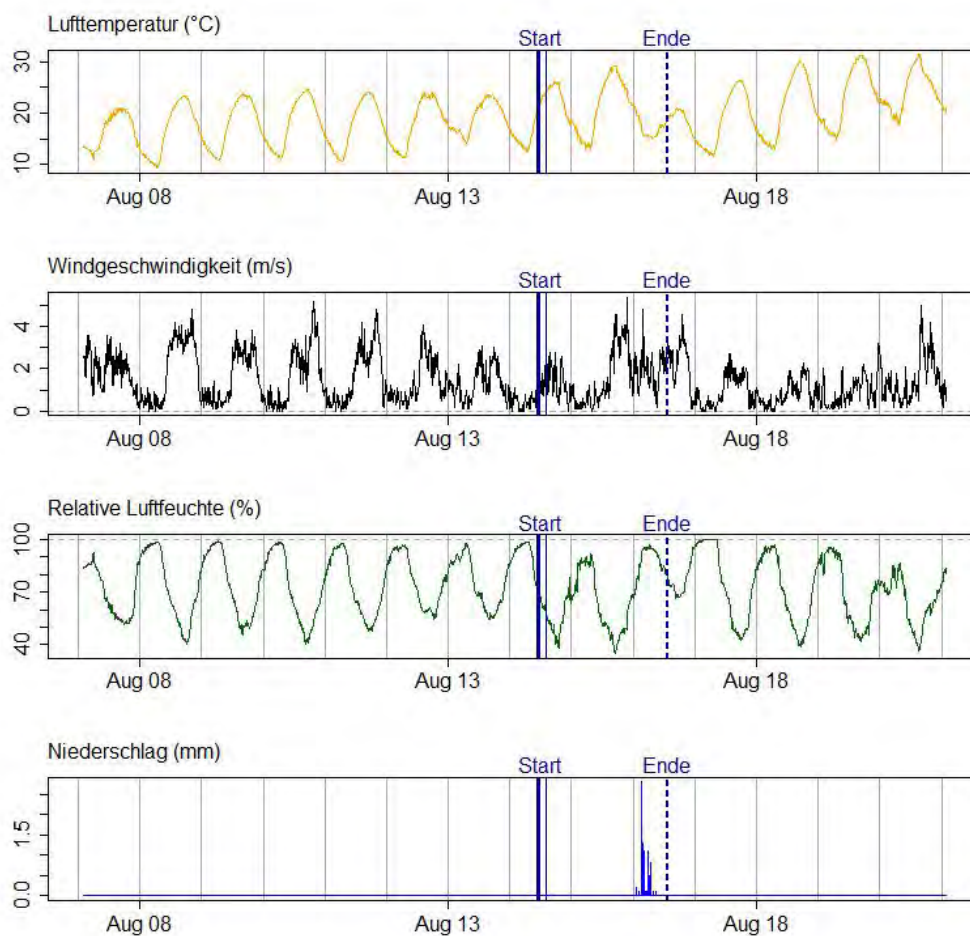 Lufttemperatur (°C)
Start Ende
30
20
10
Aug 08 Aug 13 Aug 18
Windgeschwindigkeit (m/s)
Start Ende
4
2
0
Aug 08 Aug 13 Aug 18
Relative Luftfeuchte (%)
Start Ende
100
70
40
Aug 08 Aug 13 Aug 18
Niederschlag (mm)
Start Ende
1.5
0.0
Aug 08 Aug 13 Aug 18